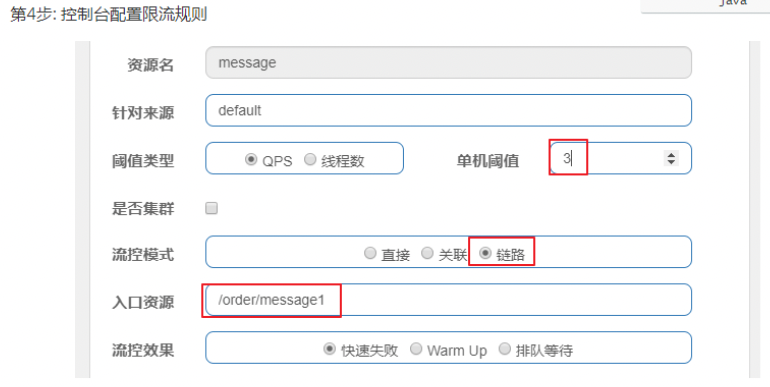 java
第4步: 控制台配置限流规则
资源名 message
针对来源 default
阈值类型 QPS 线程数 单机阈值 3
是否集群
流控模式 直接 关联 链路
入口资源 /order/message1
流控效果 快速失败 Warm Up 排队等待